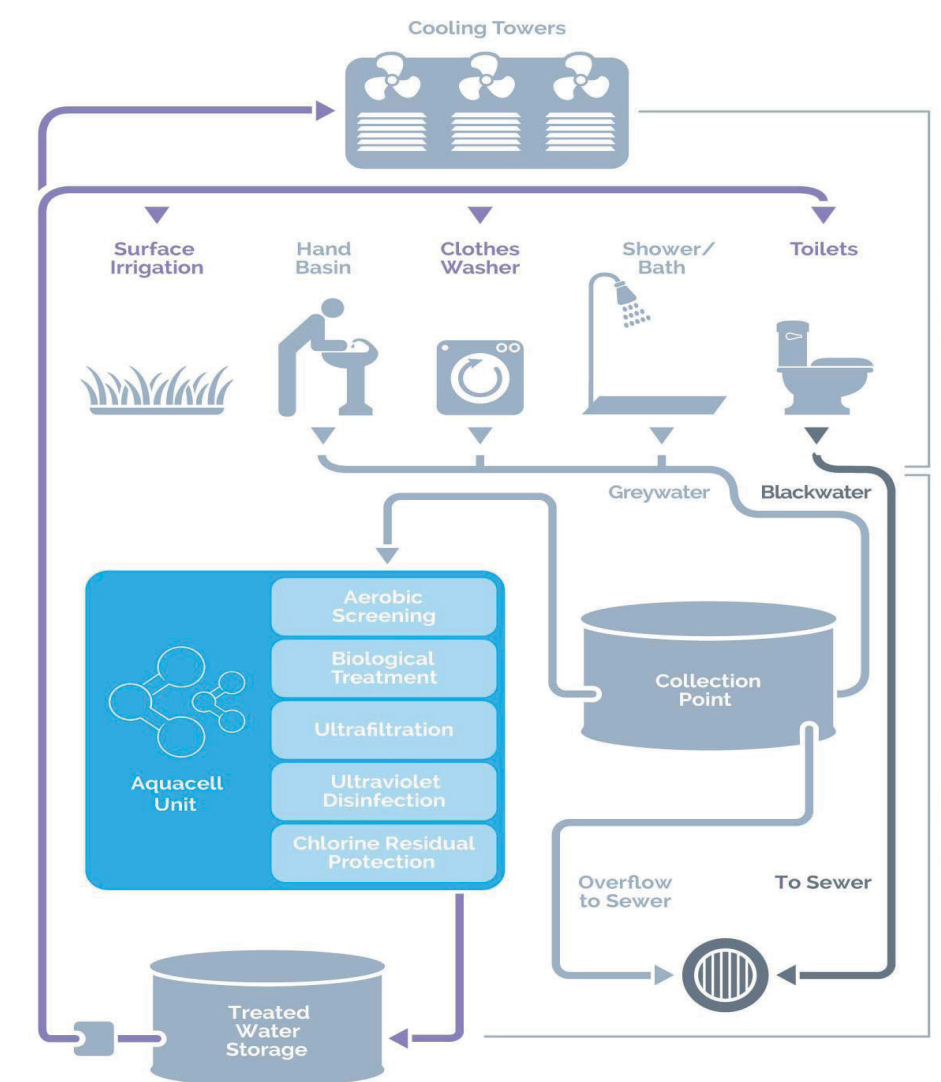 Cooling Towers
Surface
Irrigation
Hand
Basin
Clothes
Washer
Shower/
Bath
Toilets
Greywater
Blackwater
Aerobic
Screening
Biological
Treatment
Ultrafiltration
Ultraviolet
Disinfection
Chlorine Residual
Protection
Aquacell
Unit
Collection
Point
Overflow
to Sewer
To Sewer
Treated
Water
Storage